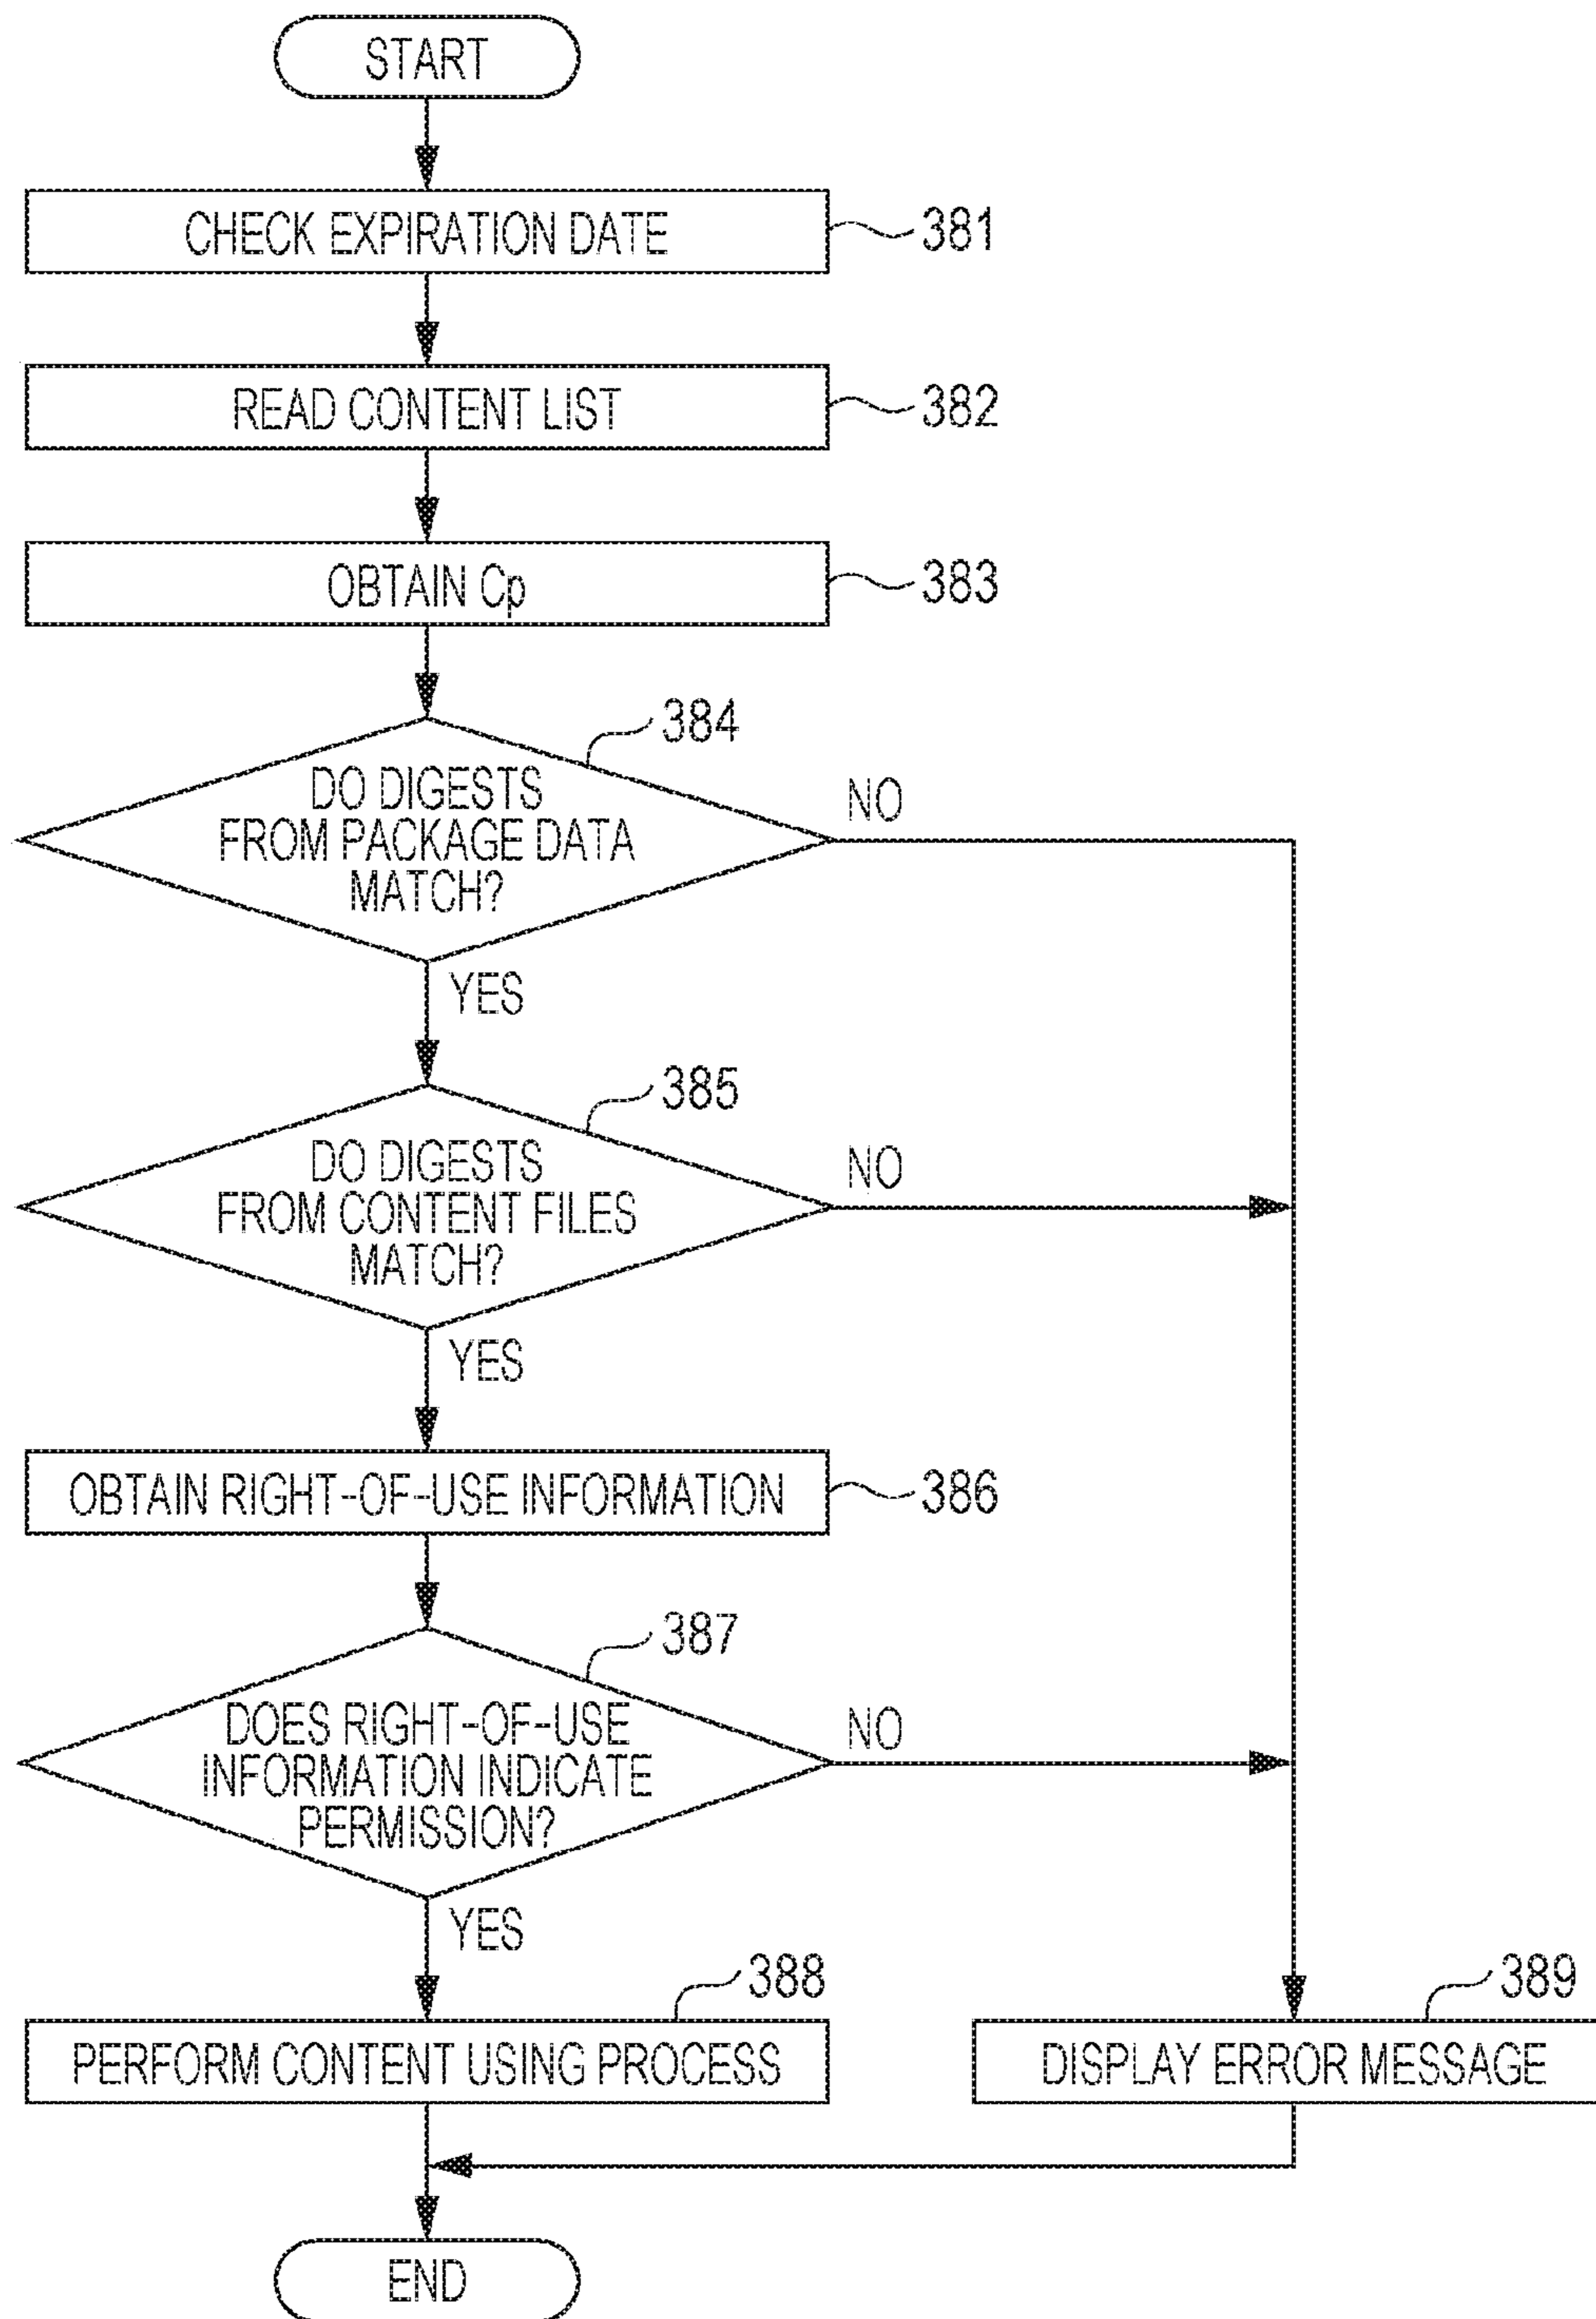 START
CHECK EXPIRATION DATE
381
READ CONTENT LIST
382
OBTAIN Cp
383
384
DO DIGESTS
FROM PACKAGE DATA
MATCH?
NO
YES
385
DO DIGESTS
FROM CONTENT FILES
MATCH?
NO
YES
OBTAIN RIGHT-OF-USE INFORMATION
386
387
DOES RIGHT-OF-USE
INFORMATION INDICATE
PERMISSION?
NO
YES
388
PERFORM CONTENT USING PROCESS
389
DISPLAY ERROR MESSAGE
END